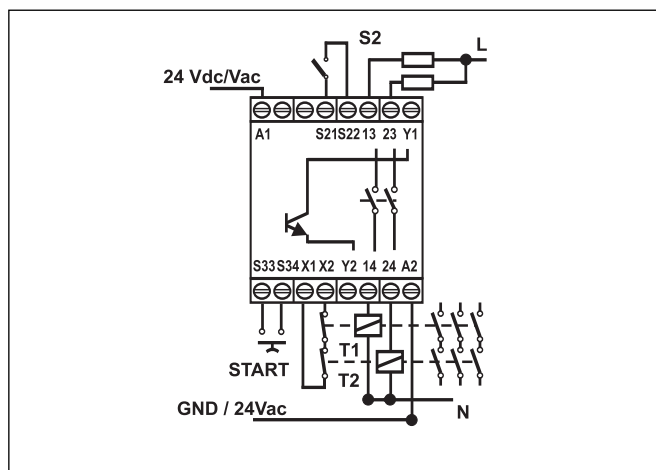 S2
L
24 Vdc/Vac
A1 S21 S22 13 23 Y1
S33 S34 X1 X2 Y2 14 24 A2
T1
START
T2
GND / 24Vac
N